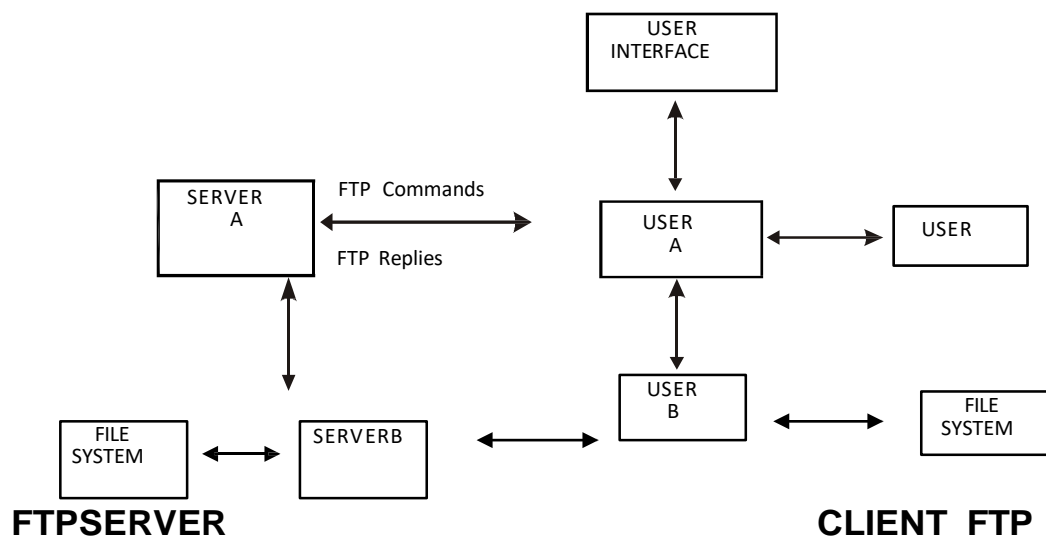 USER
INTERFACE
SERVER
A
FTP Commands
FTP Replies
USER
A
USER
USER
B
FILE
SYSTEM
FILE
SYSTEM
SERVERB
FTPSERVER
CLIENT FTP